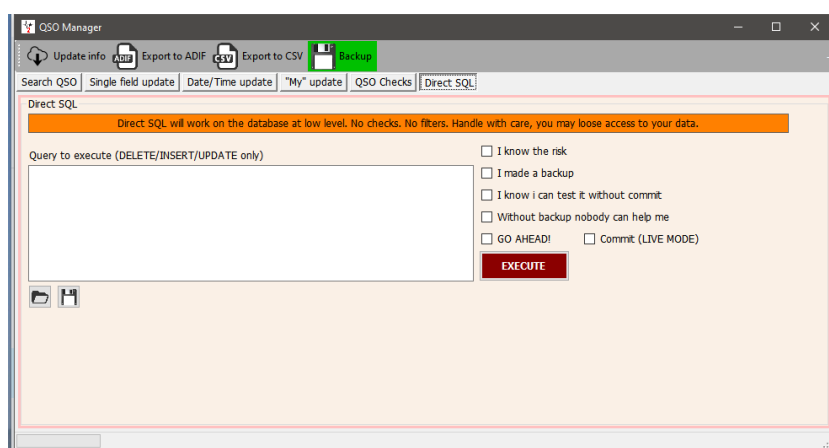 QSO Manager
Update info ADIF Export to ADIF CSV Export to CSV Backup
Search QSO Single field update Date/Time update "My" update QSO Checks Direct SQL
Direct SQL
Direct SQL will work on the database at low level. No checks. No filters. Handle with care, you may loose access to your data.
Query to execute (DELETE/INSERT/UPDATE only)
I know the risk
I made a backup
I know i can test it without commit
Without backup nobody can help me
GO AHEAD! Commit (LIVE MODE)
EXECUTE